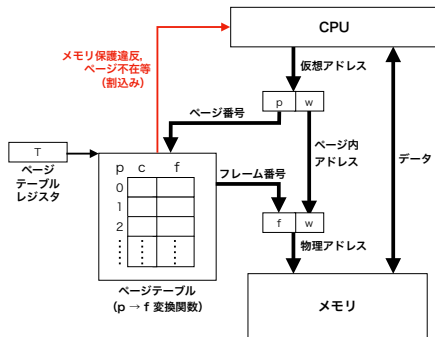 CPU
メモリ保護違反,
ページ不在等
(割込み)
仮想アドレス
p w
ページ番号
ページ内
アドレス
データ
T
ページ
テーブル
レジスタ
p c f
0
1
2
フレーム番号
f w
物理アドレス
ページテーブル
(p → f 変換関数)
メモリ